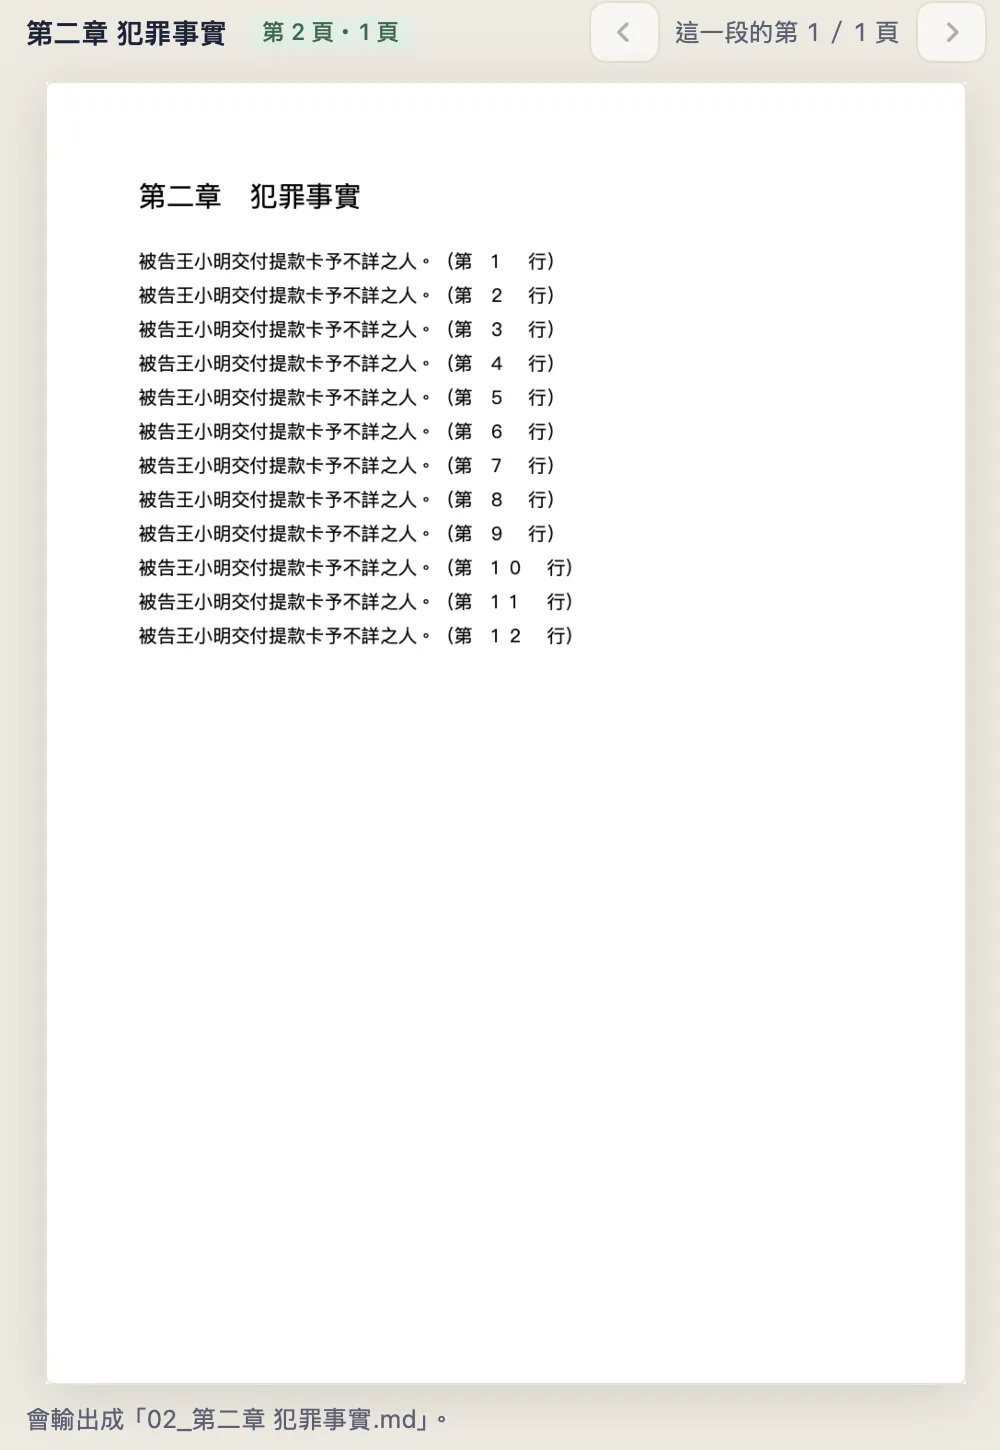 第二章 犯罪事實
第 2 頁・1 頁
這一段的第 1 / 1 頁
第二章　犯罪事實
被告王小明交付提款卡予不詳之人。（第　1　行）
被告王小明交付提款卡予不詳之人。（第　2　行）
被告王小明交付提款卡予不詳之人。（第　3　行）
被告王小明交付提款卡予不詳之人。（第　4　行）
被告王小明交付提款卡予不詳之人。（第　5　行）
被告王小明交付提款卡予不詳之人。（第　6　行）
被告王小明交付提款卡予不詳之人。（第　7　行）
被告王小明交付提款卡予不詳之人。（第　8　行）
被告王小明交付提款卡予不詳之人。（第　9　行）
被告王小明交付提款卡予不詳之人。（第　1 0　行）
被告王小明交付提款卡予不詳之人。（第　1 1　行）
被告王小明交付提款卡予不詳之人。（第　1 2　行）
會輸出成「02_第二章 犯罪事實.md」。